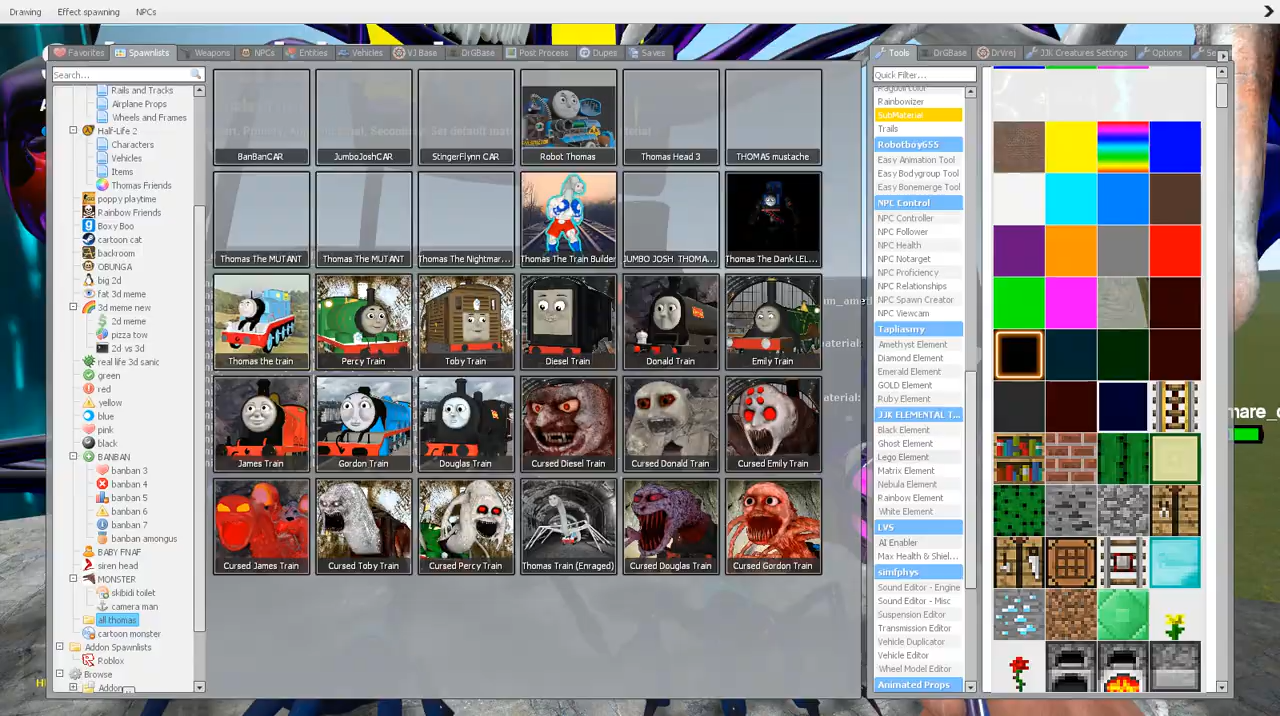 Drawing Effect spawning NPCs
Favorites Spawnlists Weapons NPCs Entities Vehicles VJ Base DrGBase Post Process Dupes Saves
Search...
Rails and Tracks
Airplane Props
Wheels and Frames
Half-Life 2
Characters
Vehicles
Items
Thomas Friends
poppy playtime
Rainbow Friends
Boxy Boo
cartoon cat
backroom
OBUNGA
big 2d
fat 3d meme
3d meme new
2d meme
pizza tow
2d vs 3d
real life 3d sanic
green
red
yellow
blue
pink
black
BANBAN
banban 3
banban 4
banban 5
banban 6
banban 7
banban amongus
BABY FNAF
siren head
MONSTER
skibidi toilet
camera man
all thomas
cartoon monster
Addon Spawnlists
Roblox
Browse
Addon
BanBanCAR JumboJoshCAR StingerFlynn CAR Robot Thomas Thomas Head 3 THOMAS mustache
Thomas The MUTANT Thomas The MUTANT Thomas The Nightmar... Thomas The Train Builder JUMBO JOSH THOMA... Thomas The Dank LEL...
Thomas the train Percy Train Toby Train Diesel Train Donald Train Emily Train
James Train Gordon Train Douglas Train Cursed Diesel Train Cursed Donald Train Cursed Emily Train
Cursed James Train Cursed Toby Train Cursed Percy Train Thomas Train (Enraged) Cursed Douglas Train Cursed Gordon Train
Tools DrGBase DrVrej JJK Creatures Settings Options Se
Quick Filter...
Ragdoll Color
Rainbowizer
SubMaterial
Trails
Robotboy655
Easy Animation Tool
Easy Bodygroup Tool
Easy Bonemerge Tool
NPC Control
NPC Controller
NPC Follower
NPC Health
NPC Notarget
NPC Proficiency
NPC Relationships
NPC Spawn Creator
NPC Viewcam
Tapliasmy
Amethyst Element
Diamond Element
Emerald Element
GOLD Element
Ruby Element
JJK ELEMENTAL T...
Black Element
Ghost Element
Lego Element
Matrix Element
Nebula Element
Rainbow Element
White Element
LVS
AI Enabler
Max Health & Shiel...
simfphys
Sound Editor - Engine
Sound Editor - Misc
Suspension Editor
Transmission Editor
Vehicle Duplicator
Vehicle Editor
Wheel Model Editor
Animated Props